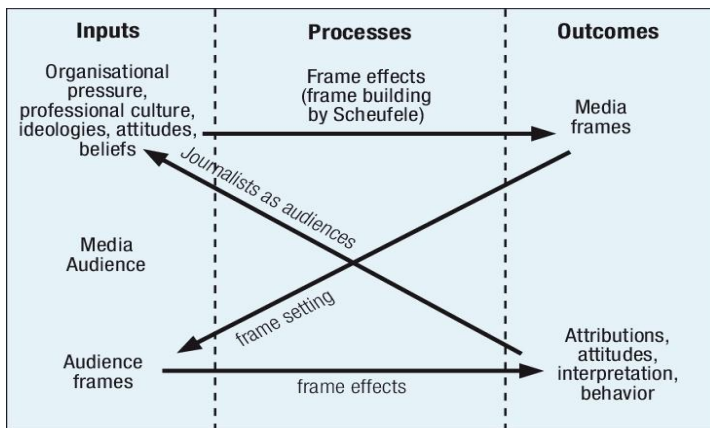 Inputs
Processes
Outcomes
Organisational
pressure,
professional culture,
ideologies, attitudes,
beliefs
Frame effects
(frame building
by Scheufele)
Media
frames
Journalists as audiences
Media
Audience
frame setting
Audience
frames
frame effects
Attributions,
attitudes,
interpretation,
behavior